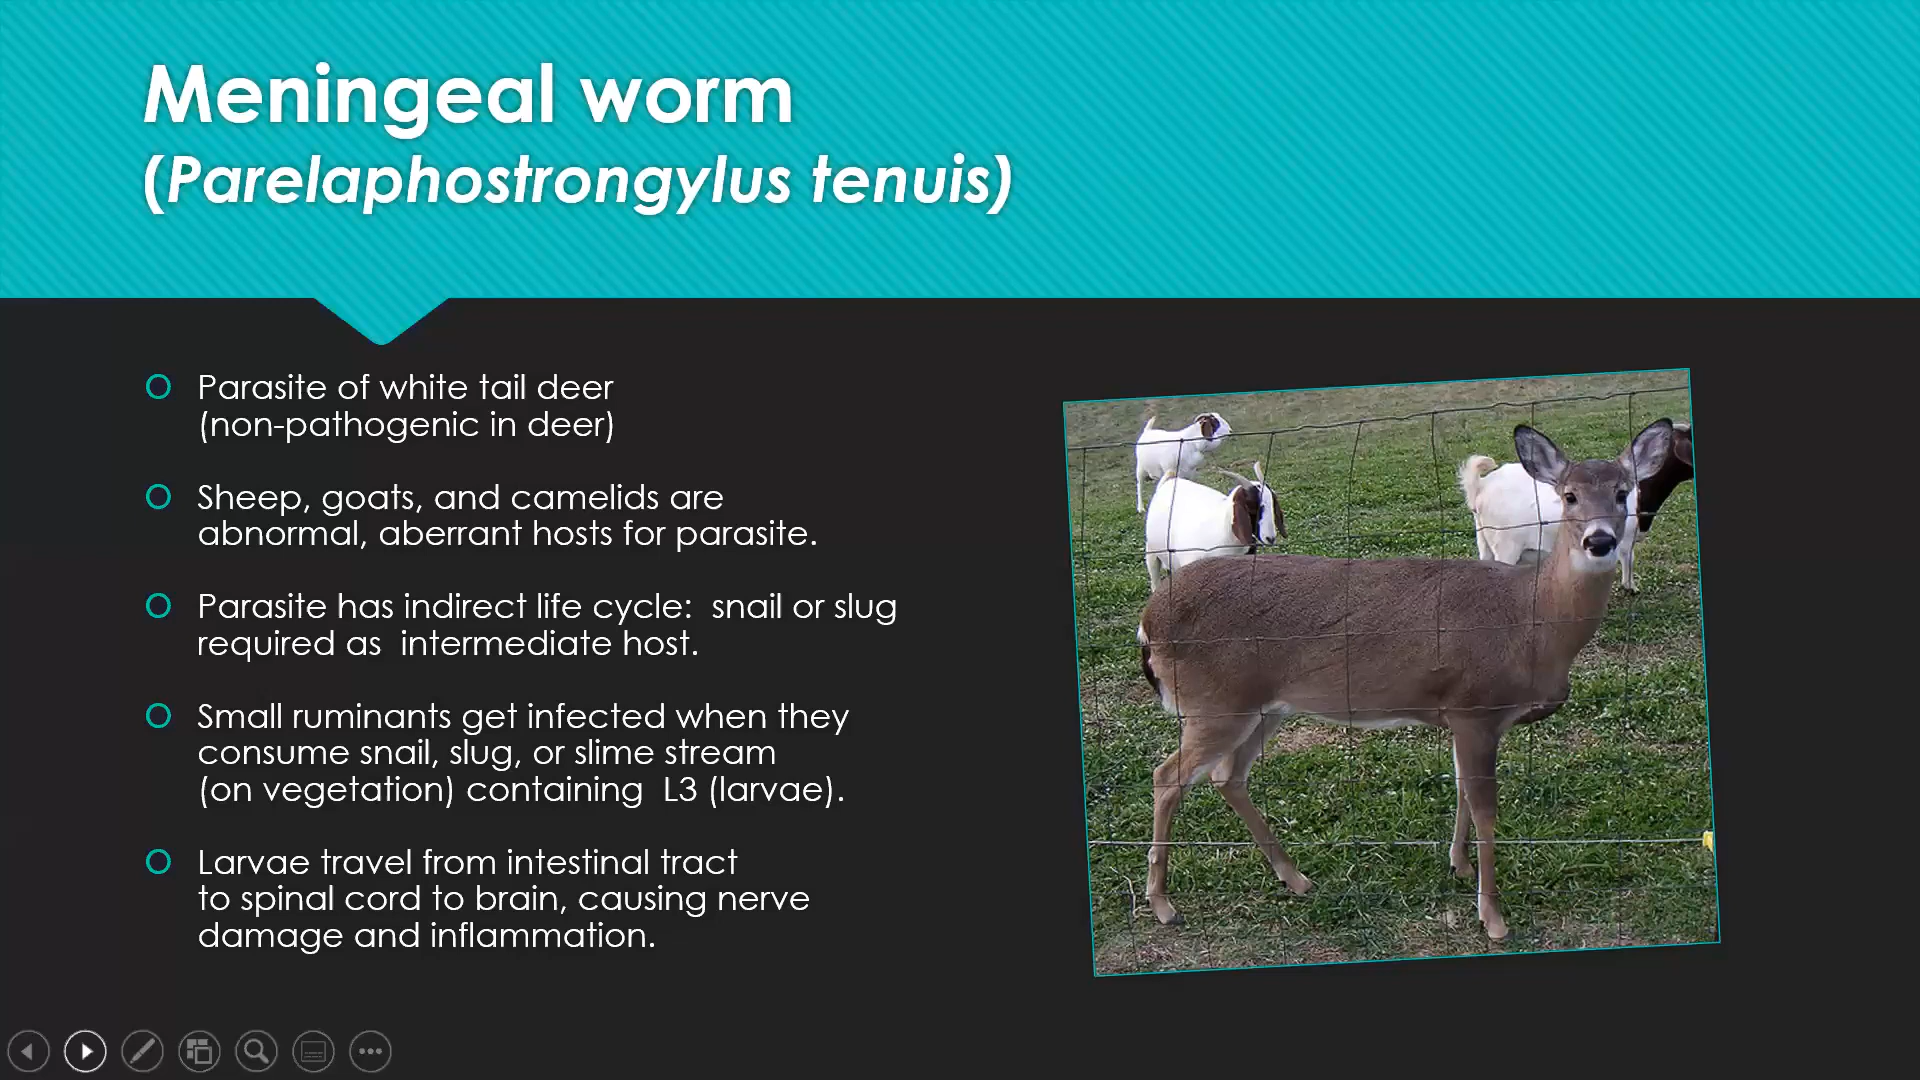 Meningeal worm
(Parelaphostrongylus tenuis)
Parasite of white tail deer
(non-pathogenic in deer)
Sheep, goats, and camelids are
abnormal, aberrant hosts for parasite.
Parasite has indirect life cycle:  snail or slug
required as  intermediate host.
Small ruminants get infected when they
consume snail, slug, or slime stream
(on vegetation) containing  L3 (larvae).
Larvae travel from intestinal tract
to spinal cord to brain, causing nerve
damage and inflammation.